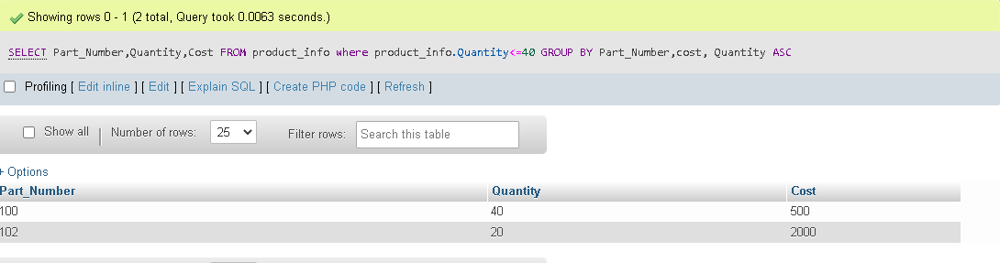 Showing rows 0 - 1 (2 total, Query took 0.0063 seconds.)
SELECT Part_Number,Quantity,Cost FROM product_info where product_info.Quantity<=40 GROUP BY Part_Number,cost, Quantity ASC
Profiling [ Edit inline ] [ Edit ] [ Explain SQL ] [ Create PHP code ] [ Refresh ]
Show all | Number of rows: 25 Filter rows: Search this table
+ Options
Part_Number Quantity Cost
100 40 500
102 20 2000